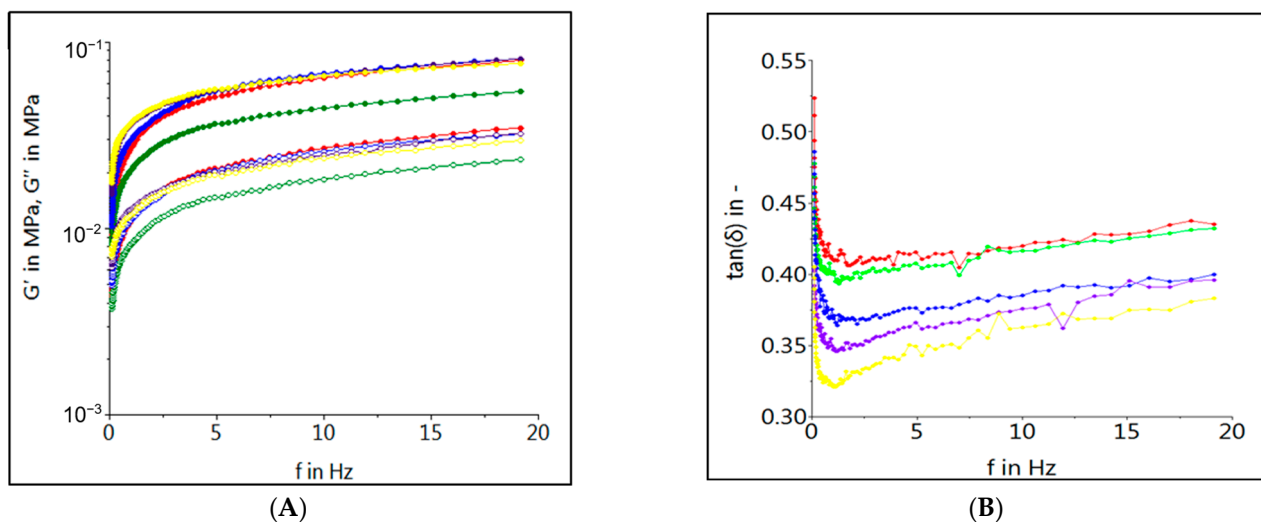 10⁻¹
10⁻²
10⁻³
G′ in MPa, G″ in MPa
0 5 10 15 20
f in Hz
(A)
0.55
0.50
0.45
0.40
0.35
0.30
tan(δ) in -
0 5 10 15 20
f in Hz
(B)